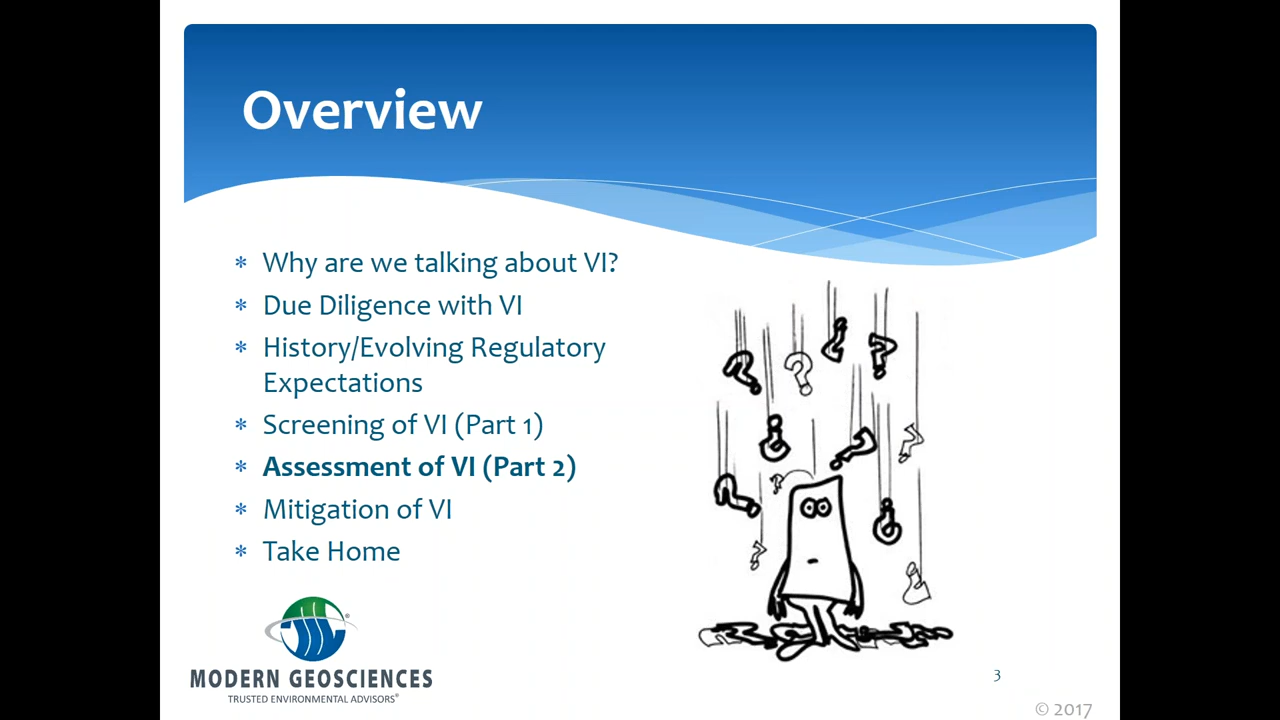 Overview
* Why are we talking about VI?
* Due Diligence with VI
* History/Evolving Regulatory
Expectations
* Screening of VI (Part 1)
* Assessment of VI (Part 2)
* Mitigation of VI
* Take Home
MODERN GEOSCIENCES
TRUSTED ENVIRONMENTAL ADVISORS®
3
© 2017